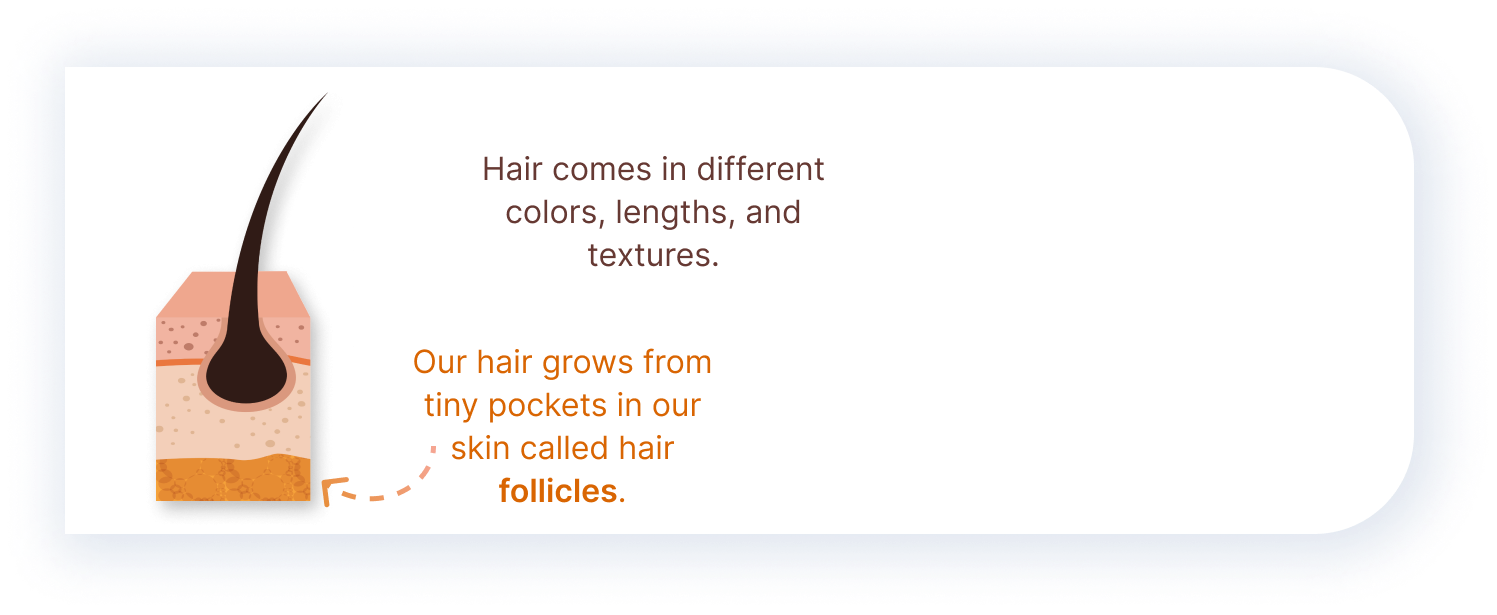 Hair comes in different
colors, lengths, and
textures.
Our hair grows from
tiny pockets in our
skin called hair
follicles.